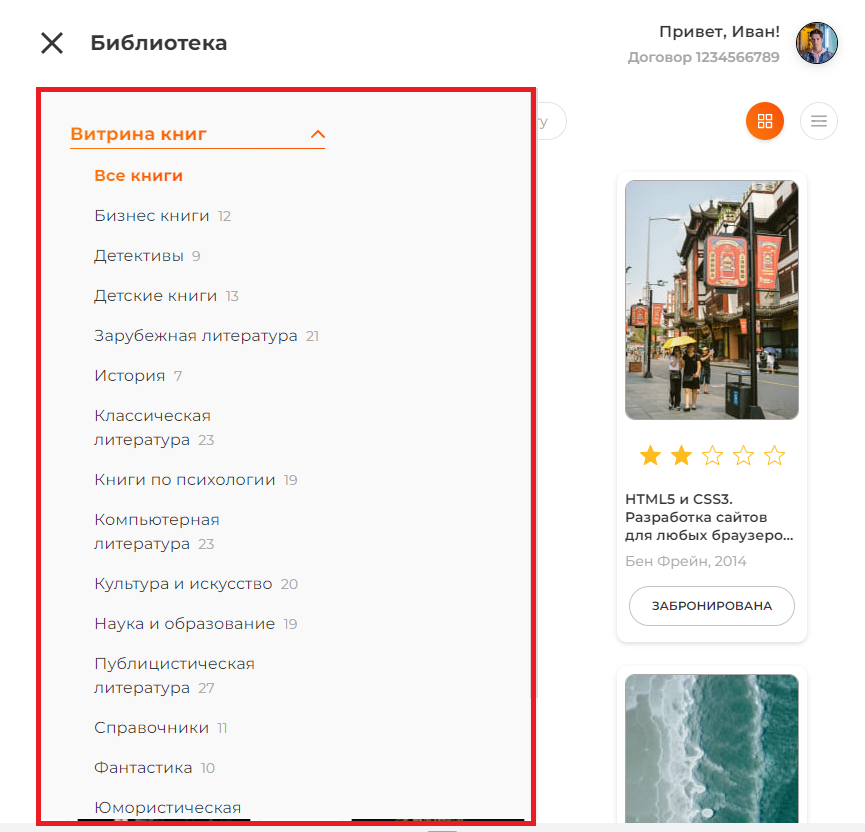 Библиотека
Привет, Иван!
Договор 1234566789
Витрина книг
у
Все книги
Бизнес книги 12
Детективы 9
Детские книги 13
Зарубежная литература 21
История 7
Классическая
литература 23
Книги по психологии 19
Компьютерная
литература 23
Культура и искусство 20
Наука и образование 19
Публицистическая
литература 27
Справочники 11
Фантастика 10
Юмористическая
HTML5 и CSS3.
Разработка сайтов
для любых браузеро...
Бен Фрейн, 2014
ЗАБРОНИРОВАНА